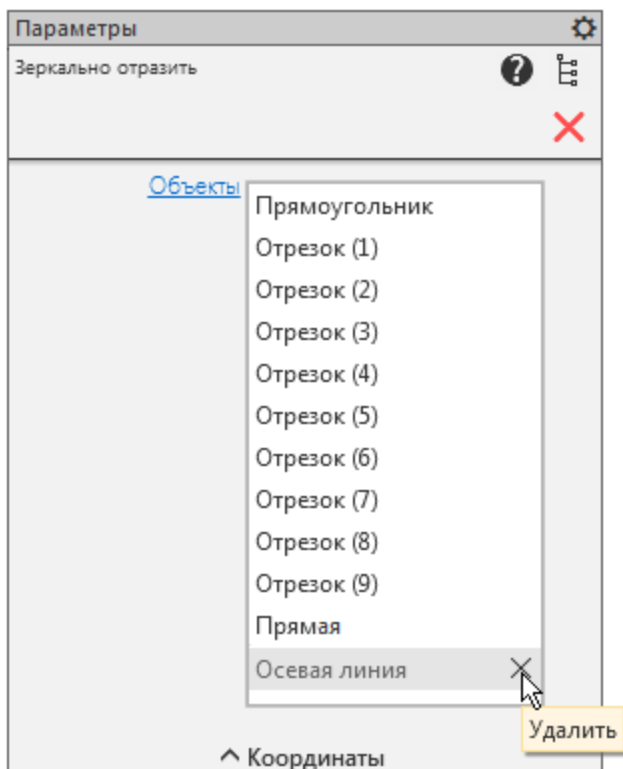 Параметры
Зеркально отразить
Объекты
Прямоугольник
Отрезок (1)
Отрезок (2)
Отрезок (3)
Отрезок (4)
Отрезок (5)
Отрезок (6)
Отрезок (7)
Отрезок (8)
Отрезок (9)
Прямая
Осевая линия
Удалить
Координаты